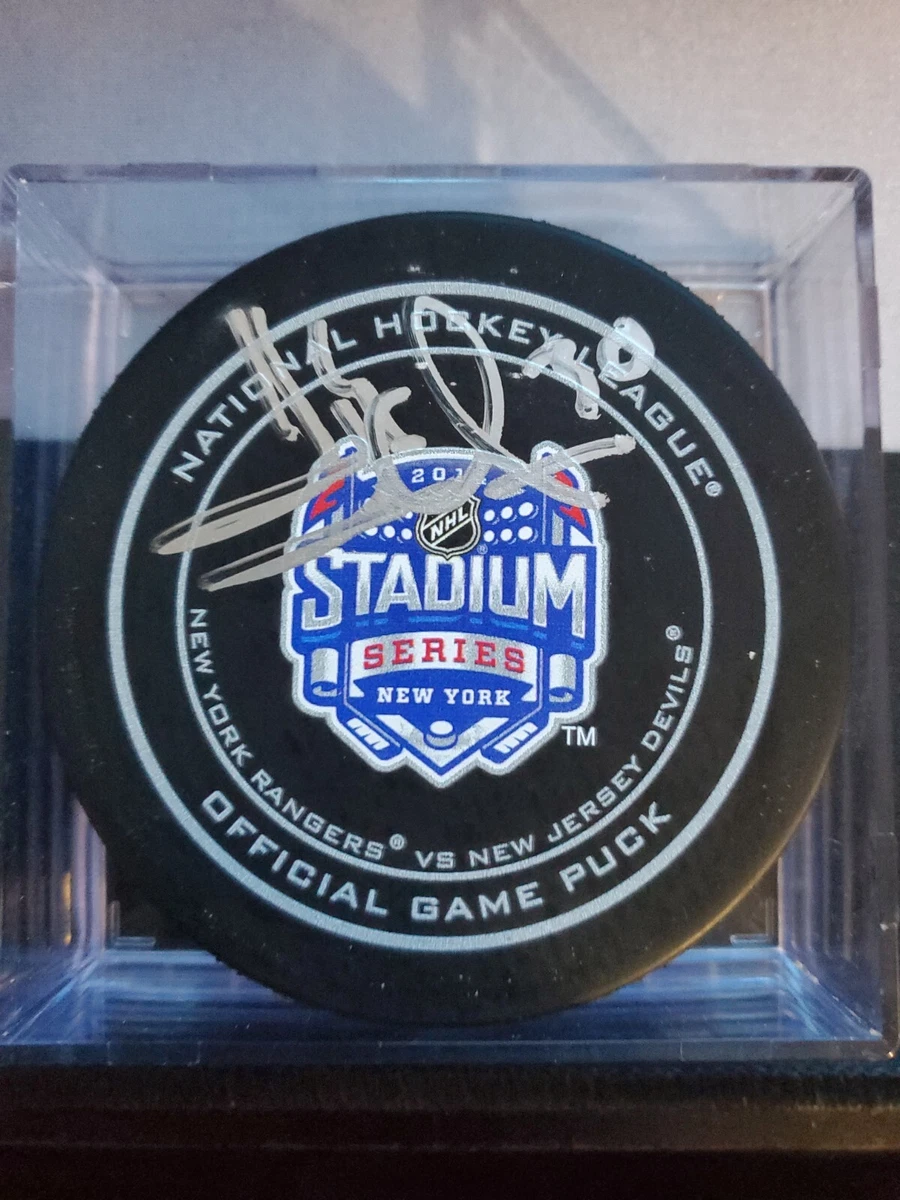 NATIONAL HOCKEY LEAGUE®
30
NHL
®
STADIUM
SERIES
NEW YORK
TM
NEW YORK RANGERS® VS NEW JERSEY DEVILS®
OFFICIAL GAME PUCK